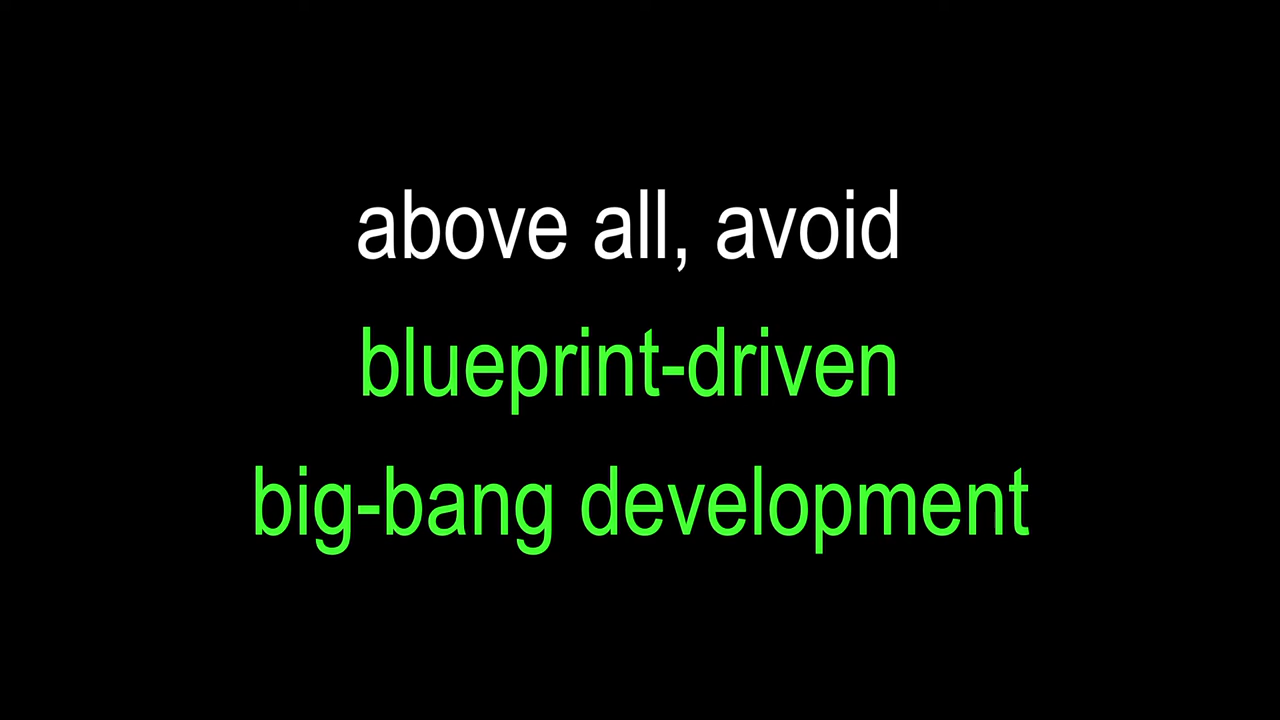 above all, avoid
blueprint-driven
big-bang development